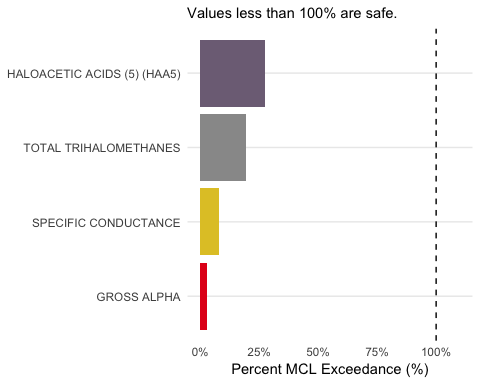 Values less than 100% are safe.
HALOACETIC ACIDS (5) (HAA5)
TOTAL TRIHALOMETHANES
SPECIFIC CONDUCTANCE
GROSS ALPHA
0% 25% 50% 75% 100%
Percent MCL Exceedance (%)